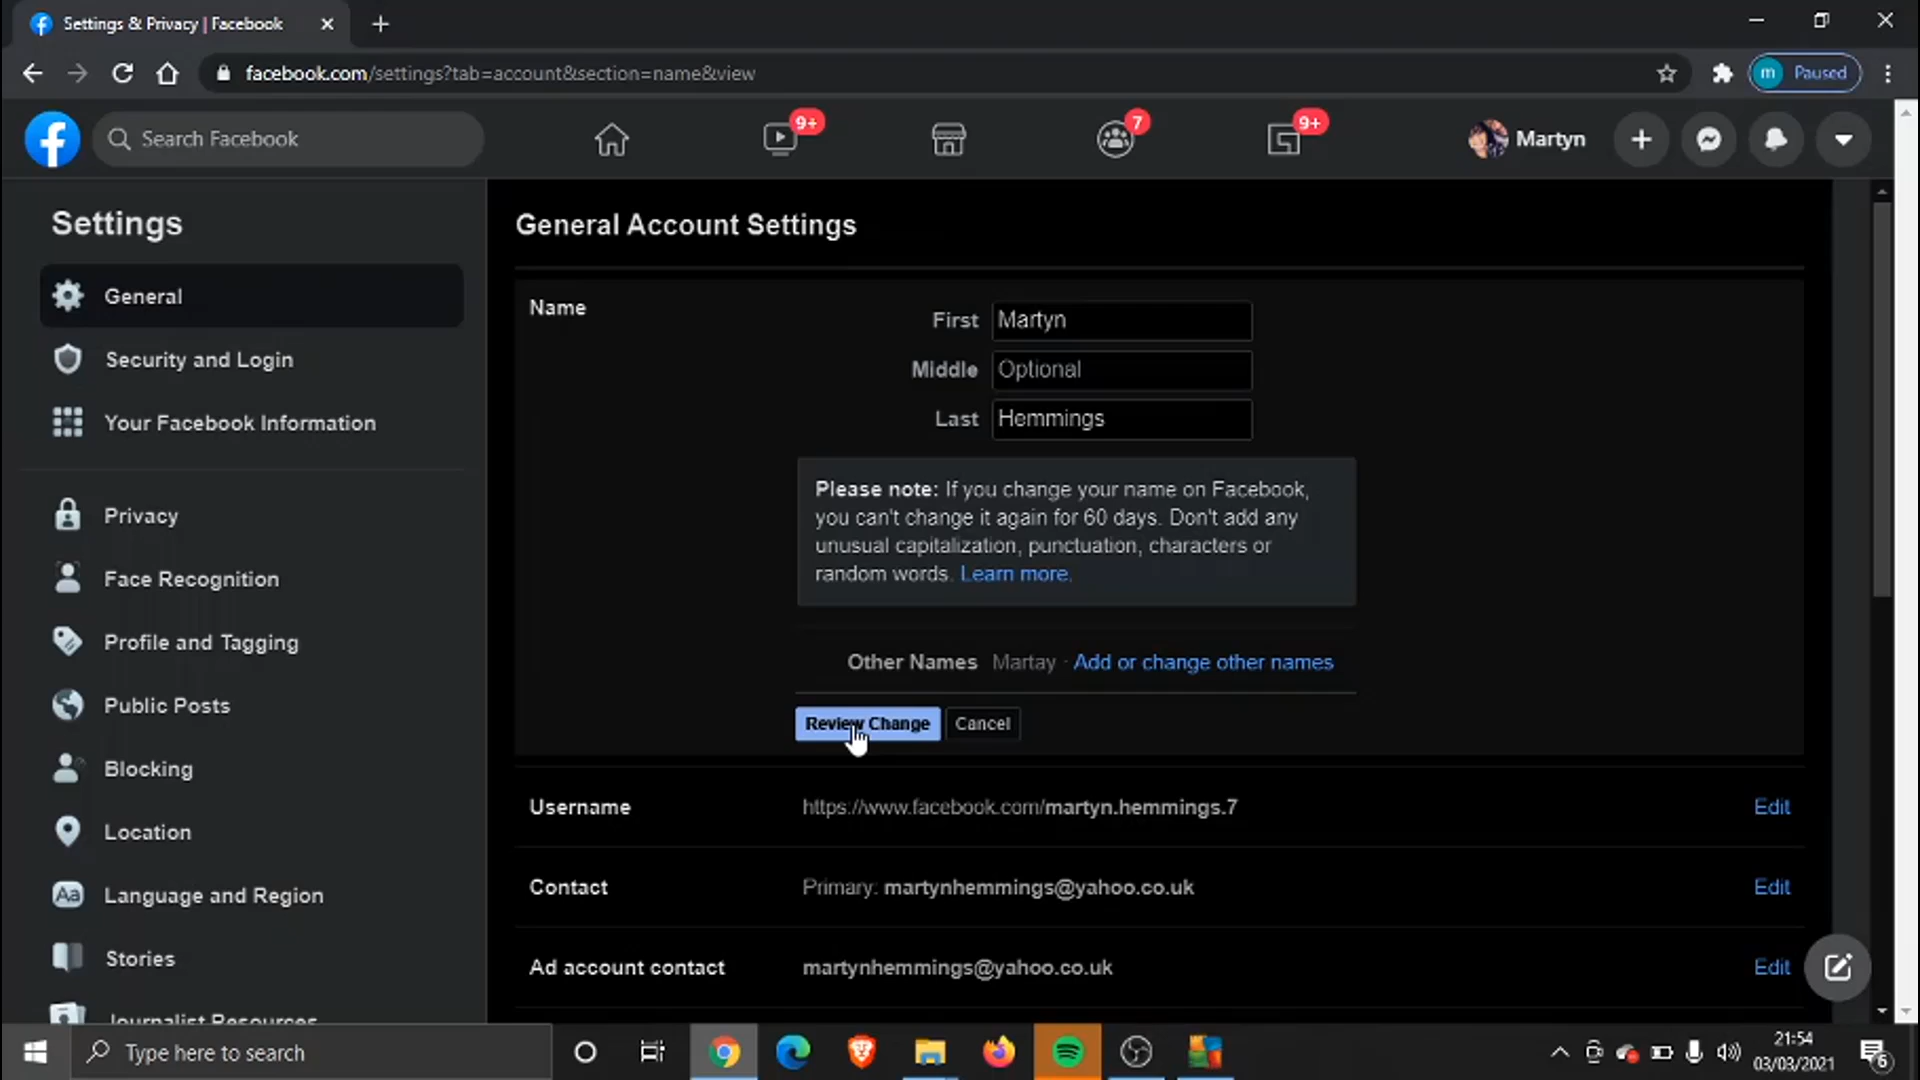 Settings & Privacy | Facebook
facebook.com/settings?tab=account&section=name&view
m Paused
Search Facebook
9+
7
9+
Martyn
Settings
General
Security and Login
Your Facebook Information
Privacy
Face Recognition
Profile and Tagging
Public Posts
Blocking
Location
Aa Language and Region
Stories
Journalist Resources
General Account Settings
Name
First Martyn
Middle Optional
Last Hemmings
Please note: If you change your name on Facebook,
you can't change it again for 60 days. Don't add any
unusual capitalization, punctuation, characters or
random words. Learn more.
Other Names Martay · Add or change other names
Review Change Cancel
Username https://www.facebook.com/martyn.hemmings.7 Edit
Contact Primary: martynhemmings@yahoo.co.uk Edit
Ad account contact martynhemmings@yahoo.co.uk Edit
Type here to search
21:54
03/03/2021
6